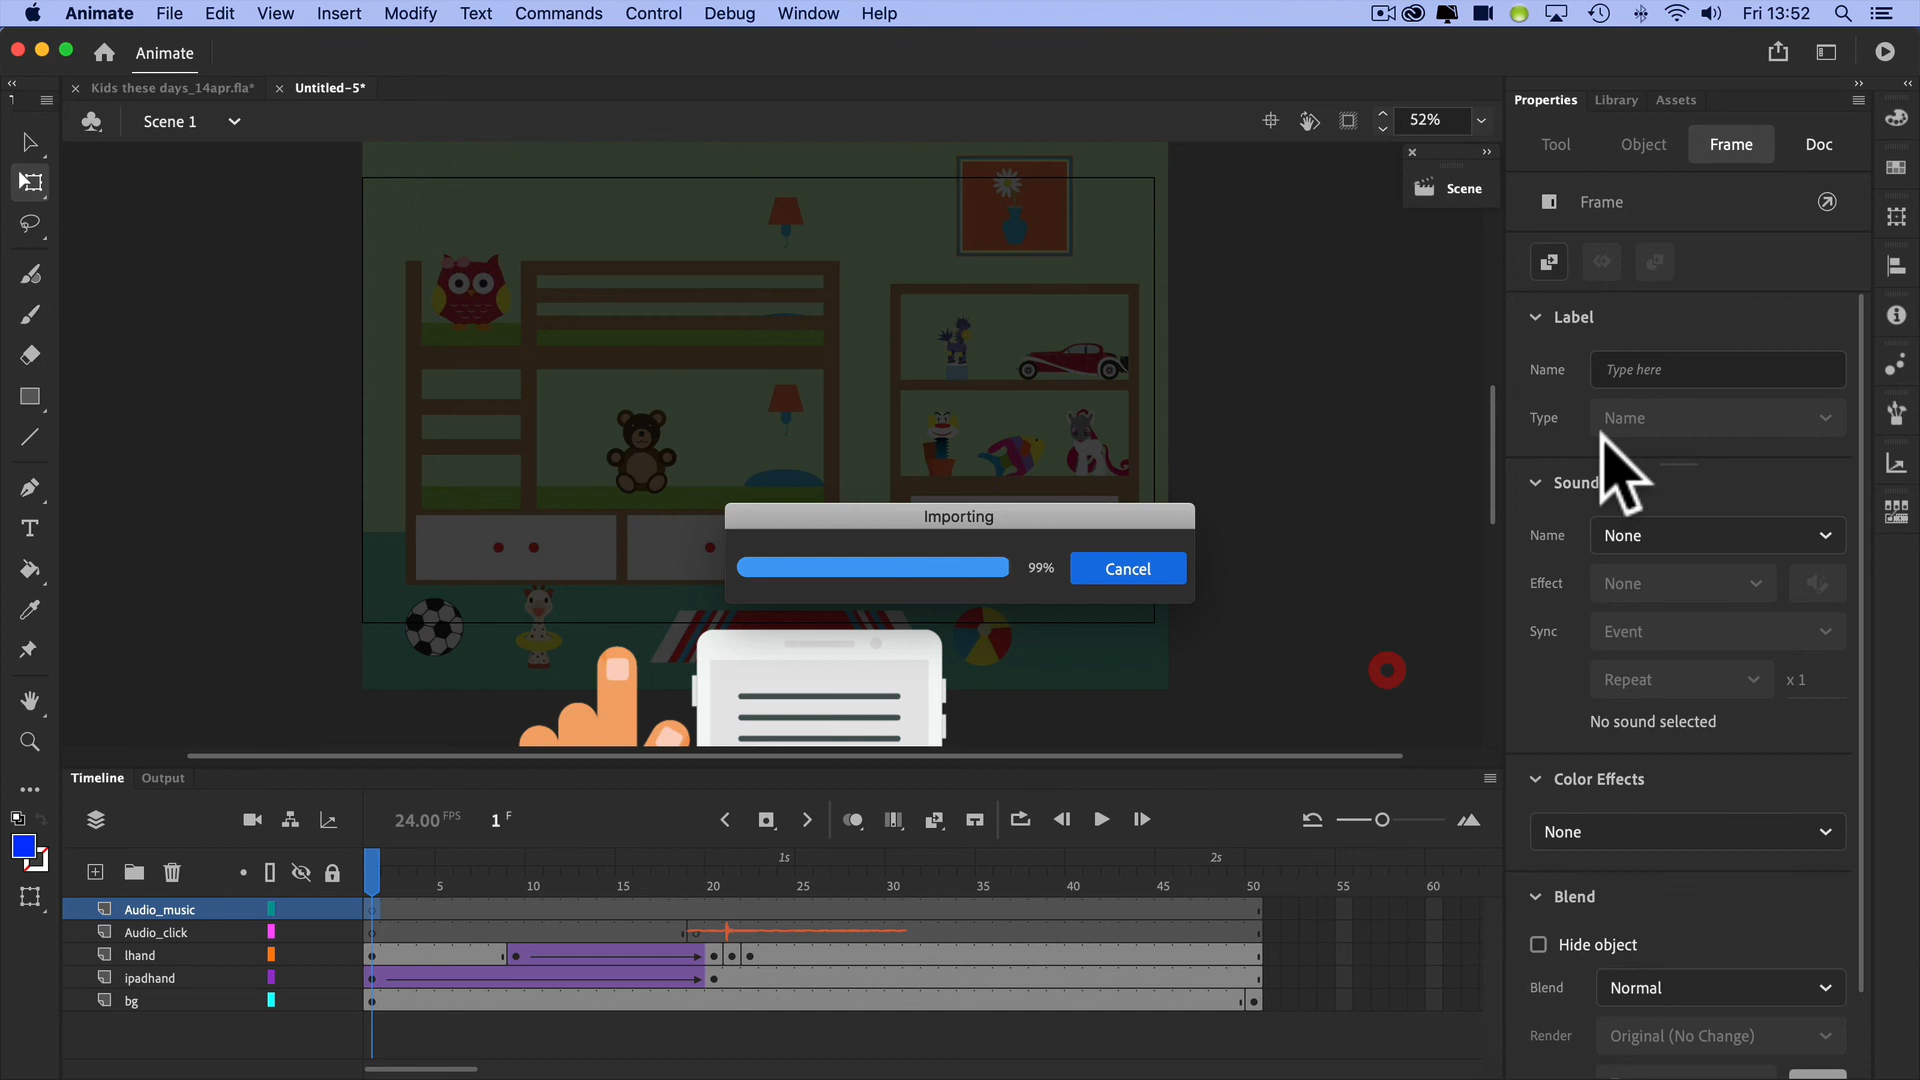 Animate File Edit View Insert Modify Text Commands Control Debug Window Help Fri 13:52
Animate
Kids these days_14apr.fla* Untitled-5*
Scene 1 52%
Scene
Properties Library Assets
Tool Object Frame Doc
Frame
Label
Name Type here
Type Name
Sound
Name None
Effect None
Sync Event
Repeat x 1
No sound selected
Color Effects
None
Blend
Hide object
Blend Normal
Render Original (No Change)
Importing
99% Cancel
Timeline Output
24.00 FPS 1 F
1s 2s
5 10 15 20 25 30 35 40 45 50 55 60
Audio_music
Audio_click
lhand
ipadhand
bg